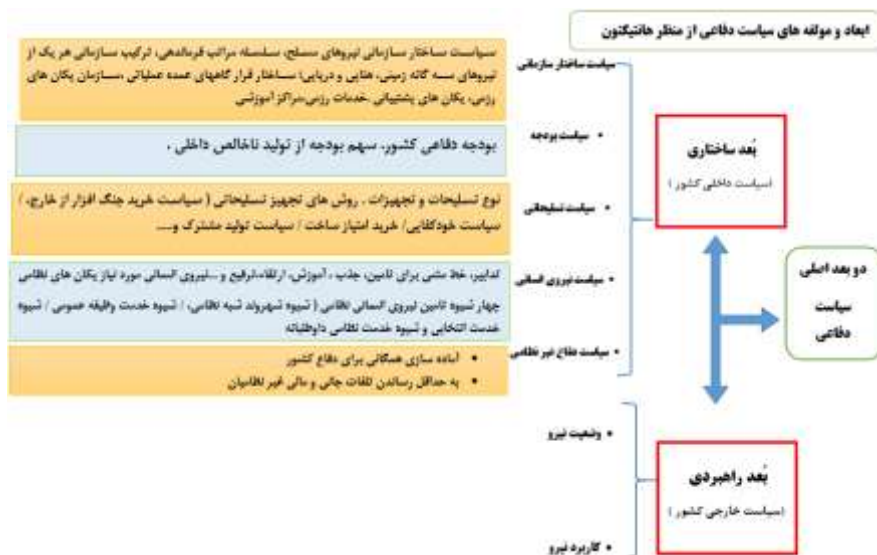 ابعاد و مولفه های سیاست دفاعی از منظر هانتیگتون
سیاست ساختار سازمانی نیروهای مسلح، سلسله مراتب فرماندهی، ترکیب سازمانی هر یک از
نیروهای سه گانه زمینی، هوایی و دریایی؛ ساختار قرار گاههای عمده عملیاتی ،سازمان یکان های
رزمی، یکان های پشتیبانی ،خدمات رزمی،مراکز آموزشی
سیاست ساختار سازمانی
بودجه دفاعی کشور، سهم بودجه از تولید ناخالص داخلی ،
• سیاست بودجه
بُعد ساختاری
(سیاست داخلی کشور )
نوع تسلیحات و تجهیزات ، روش های تجهیز تسلیحاتی ( سیاست خرید جنگ افزار از خارج، /
سیاست خودکفایی/ خرید امتیاز ساخت / سیاست تولید مشترک و....
• سیاست تسلیحاتی
تدابیر، خط مشی برای تامین، جذب ، آموزش، ارتقاء،ترفیع و ...نیروی انسانی مورد نیاز یکان های نظامی
چهار شیوه تامین نیروی انسانی نظامی ( شیوه شهروند شبه نظامی، / شیوه خدمت وظیفه عمومی / شیوه
خدمت انتخابی و شیوه خدمت نظامی داوطلبانه
• سیاست نیروی انسانی
دو بعد اصلی
سیاست
دفاعی
• آماده سازی همگانی برای دفاع کشور
• به حداقل رساندن تلفات جانی و مالی غیر نظامیان
• سیاست دفاع غیر نظامی
• وضعیت نیرو
بُعد راهبردی
(سیاست خارجی کشور )
• کاربرد نیرو